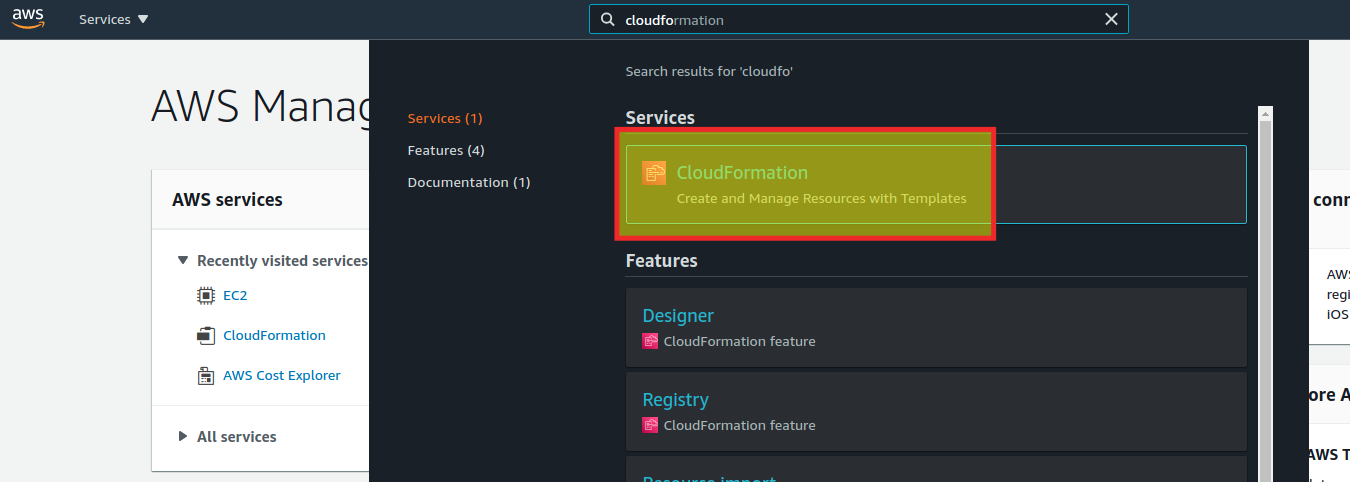 aws
Services
cloudformation
Search results for 'cloudfo'
AWS Manag
Services (1)
Features (4)
Documentation (1)
Services
CloudFormation
Create and Manage Resources with Templates
Features
Designer
CloudFormation feature
Registry
CloudFormation feature
Resource import
AWS services
Recently visited services
EC2
CloudFormation
AWS Cost Explorer
All services
conn
AWS
regi
iOS
ore A
AWS T